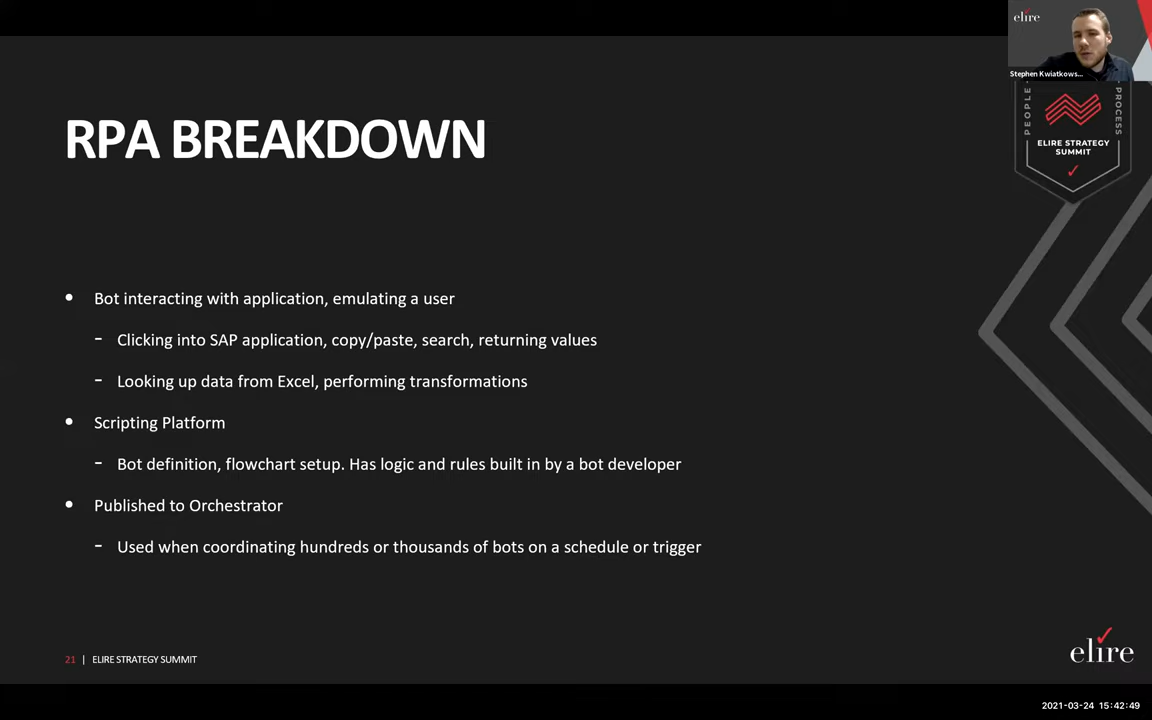 elire
Stephen Kwiatkows...
PEOPLE
PROCESS
ELIRE STRATEGY
SUMMIT
RPA BREAKDOWN
• Bot interacting with application, emulating a user
- Clicking into SAP application, copy/paste, search, returning values
- Looking up data from Excel, performing transformations
• Scripting Platform
- Bot definition, flowchart setup. Has logic and rules built in by a bot developer
• Published to Orchestrator
- Used when coordinating hundreds or thousands of bots on a schedule or trigger
21 | ELIRE STRATEGY SUMMIT
elire
2021-03-24 15:42:49